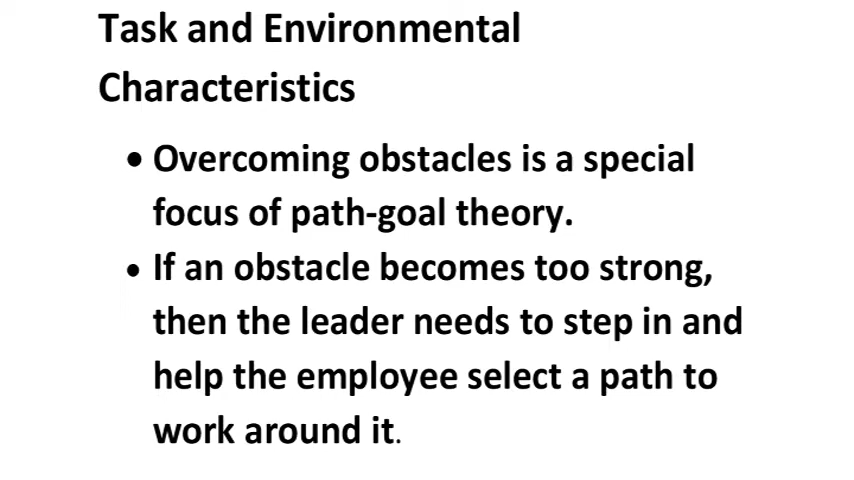 Task and Environmental
Characteristics
• Overcoming obstacles is a special
focus of path-goal theory.
• If an obstacle becomes too strong,
then the leader needs to step in and
help the employee select a path to
work around it.